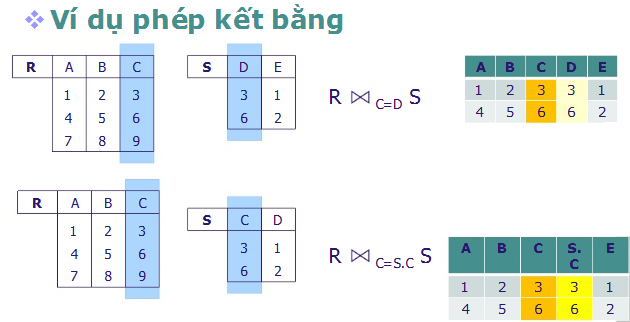 ❖ Ví dụ phép kết bằng
R A B C
1 2 3
4 5 6
7 8 9
S D E
3 1
6 2
R ⋈ C=D S
A B C D E
1 2 3 3 1
4 5 6 6 2
R A B C
1 2 3
4 5 6
7 8 9
S C D
3 1
6 2
R ⋈ C=S.C S
A B C S. E
C
1 2 3 3 1
4 5 6 6 2